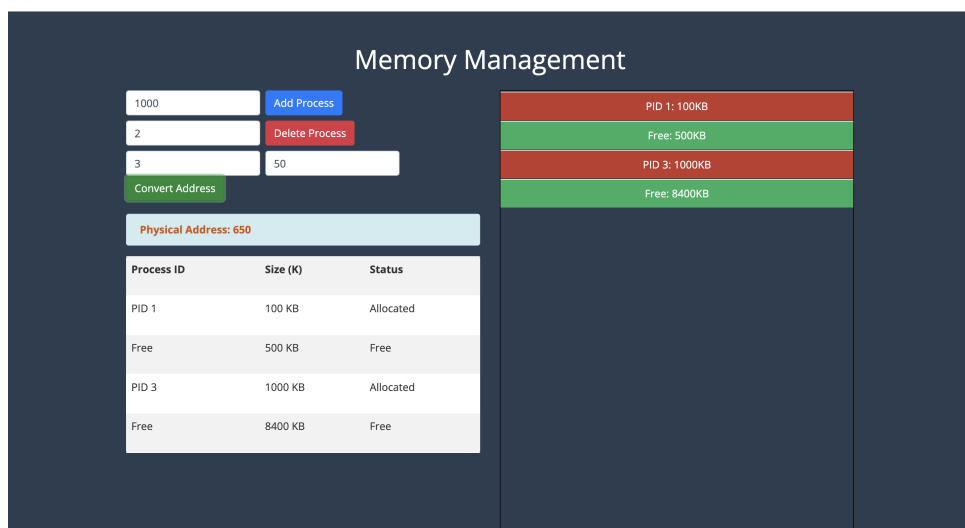 Memory Management
1000 Add Process
2 Delete Process
3 50
Convert Address
Physical Address: 650
Process ID Size (K) Status
PID 1 100 KB Allocated
Free 500 KB Free
PID 3 1000 KB Allocated
Free 8400 KB Free
PID 1: 100KB
Free: 500KB
PID 3: 1000KB
Free: 8400KB